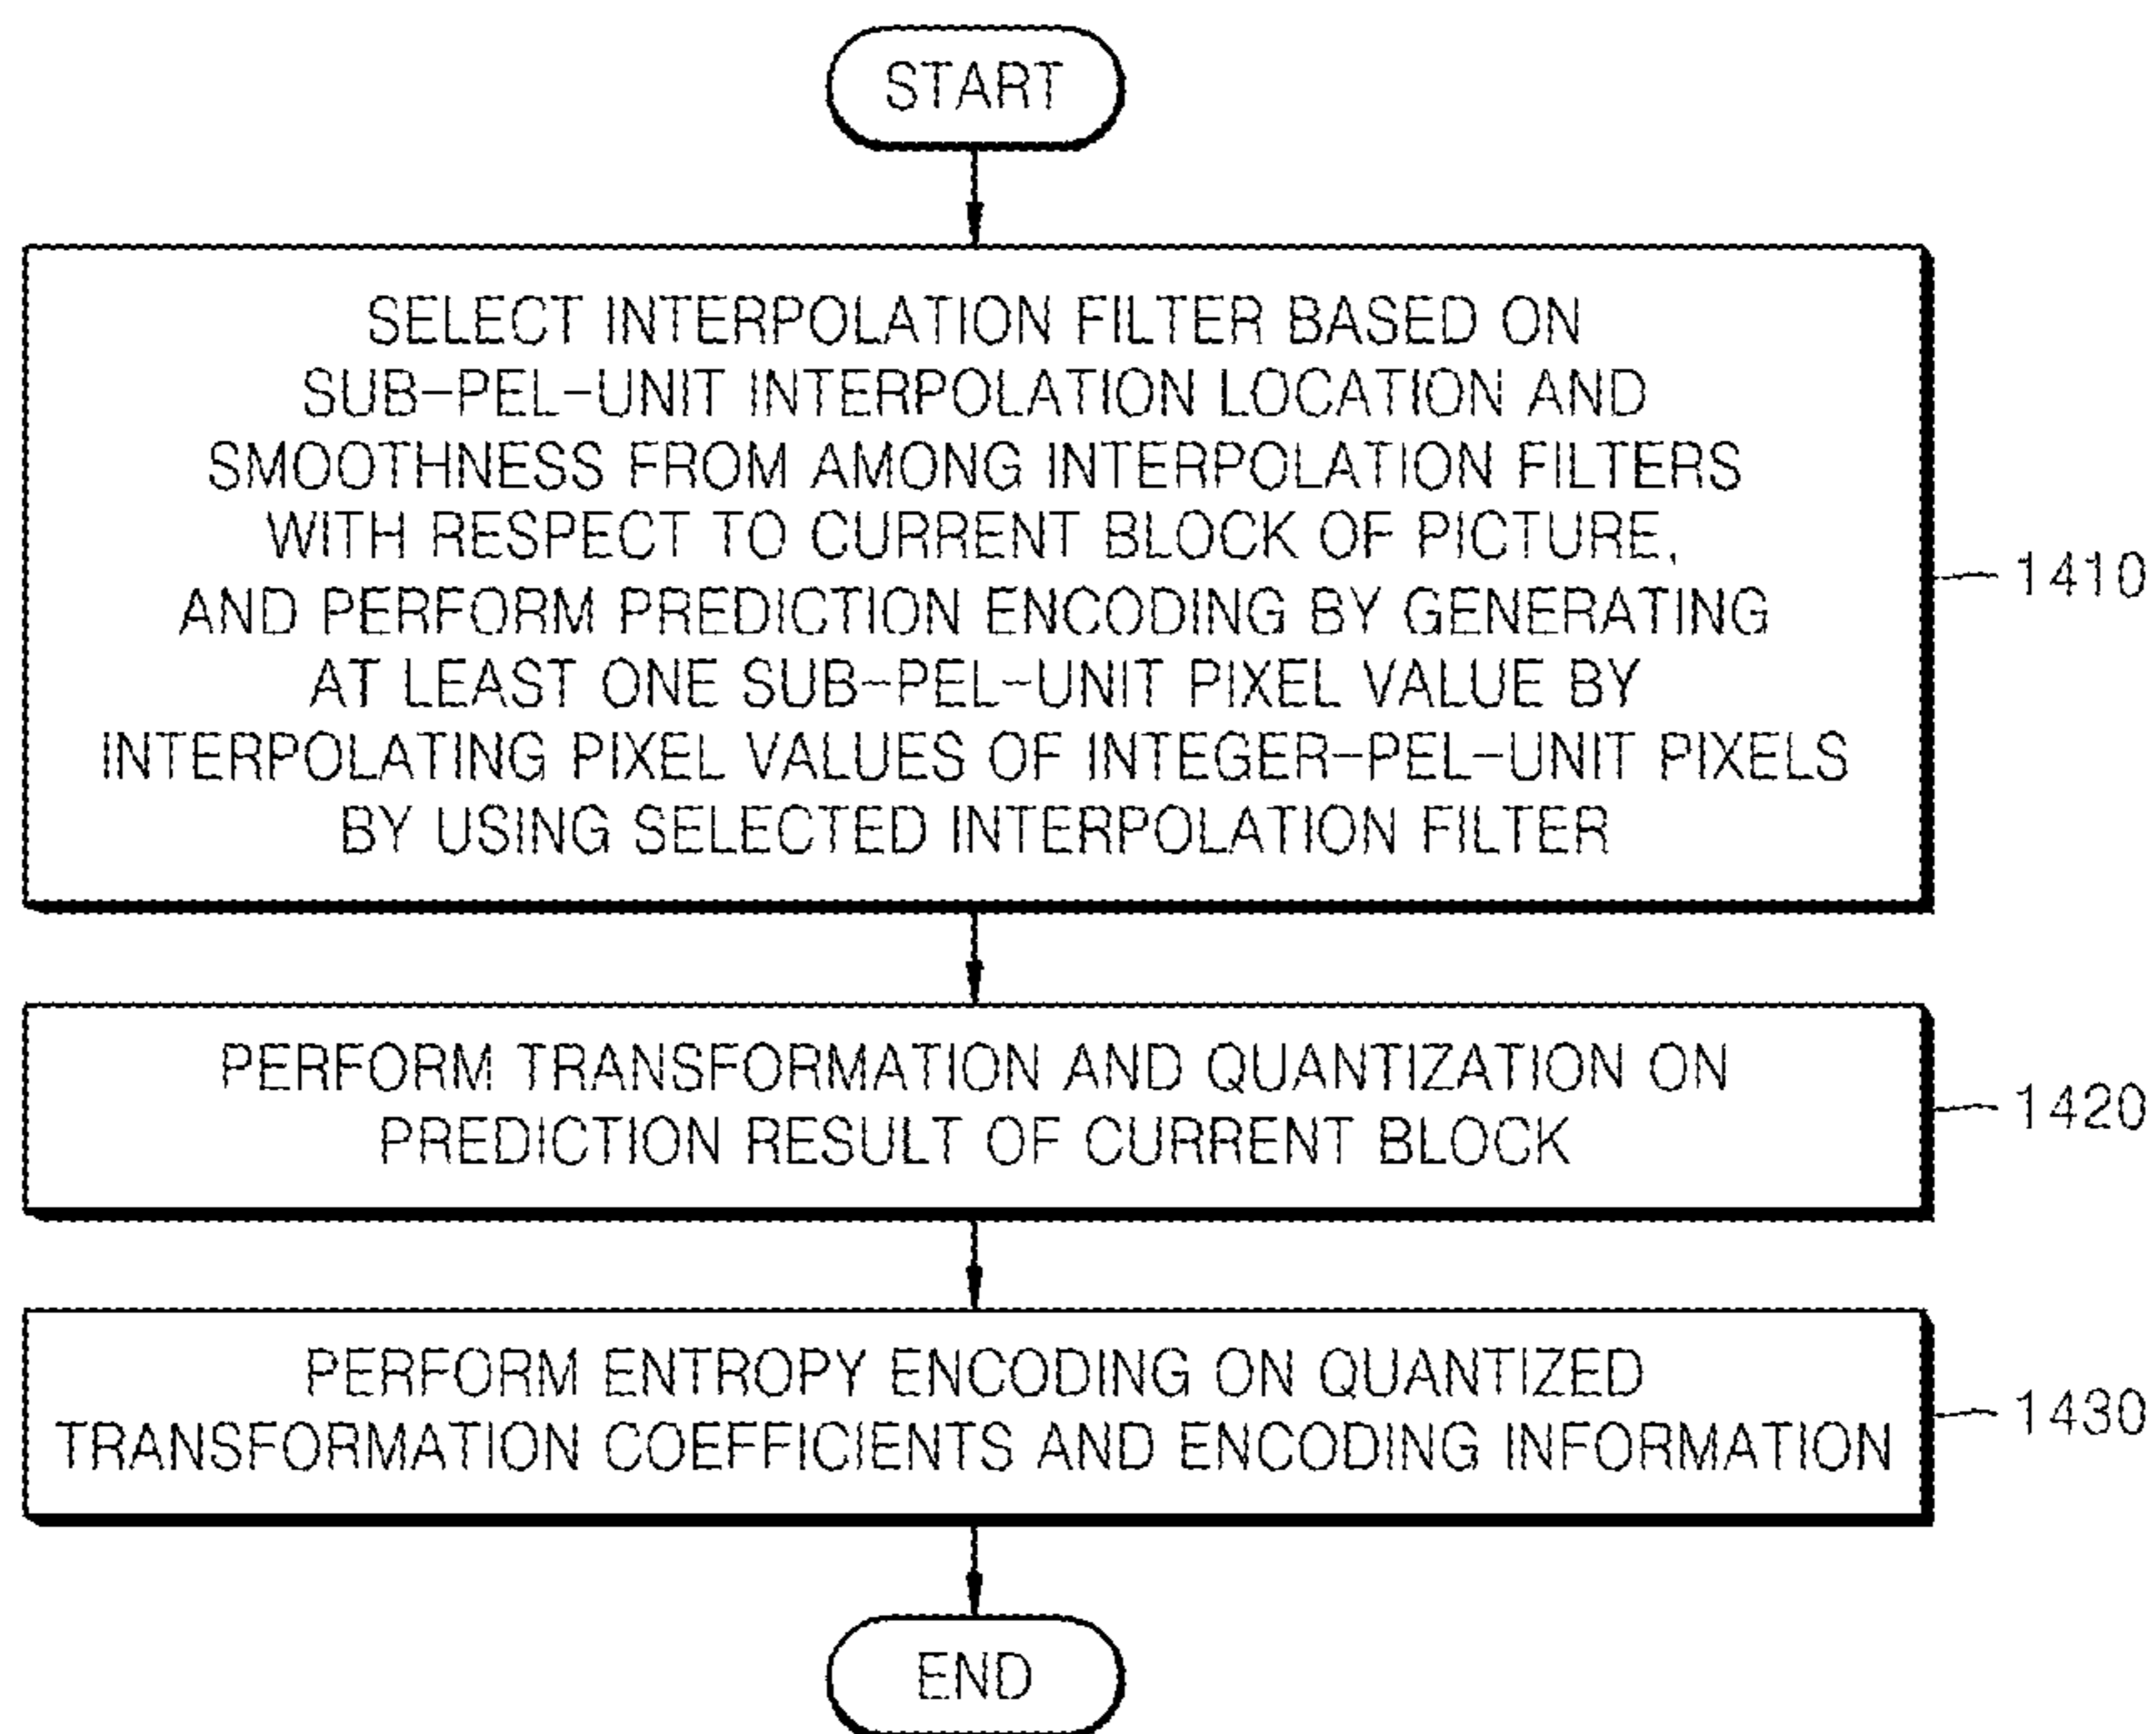 START
SELECT INTERPOLATION FILTER BASED ON
SUB-PEL-UNIT INTERPOLATION LOCATION AND
SMOOTHNESS FROM AMONG INTERPOLATION FILTERS
WITH RESPECT TO CURRENT BLOCK OF PICTURE,
AND PERFORM PREDICTION ENCODING BY GENERATING
AT LEAST ONE SUB-PEL-UNIT PIXEL VALUE BY
INTERPOLATING PIXEL VALUES OF INTEGER-PEL-UNIT PIXELS
BY USING SELECTED INTERPOLATION FILTER
1410
PERFORM TRANSFORMATION AND QUANTIZATION ON
PREDICTION RESULT OF CURRENT BLOCK
1420
PERFORM ENTROPY ENCODING ON QUANTIZED
TRANSFORMATION COEFFICIENTS AND ENCODING INFORMATION
1430
END